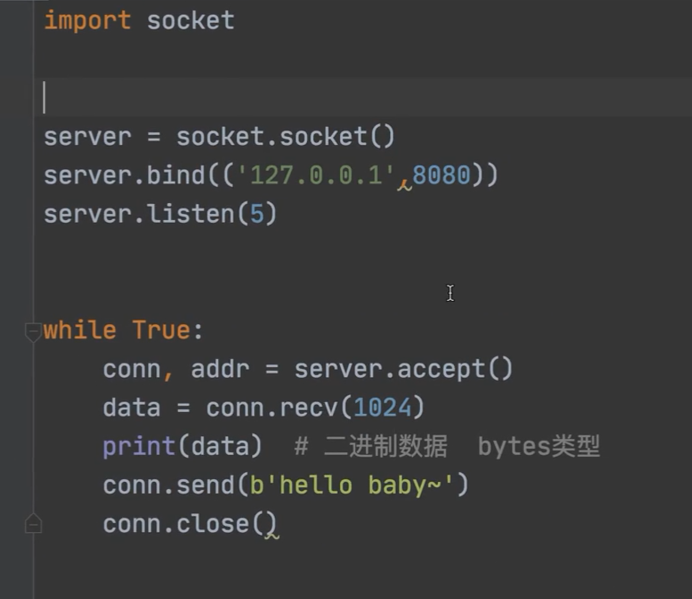 import socket
server = socket.socket()
server.bind(('127.0.0.1',8080))
server.listen(5)
while True:
    conn, addr = server.accept()
    data = conn.recv(1024)
    print(data)  # 二进制数据  bytes类型
    conn.send(b'hello baby~')
    conn.close()